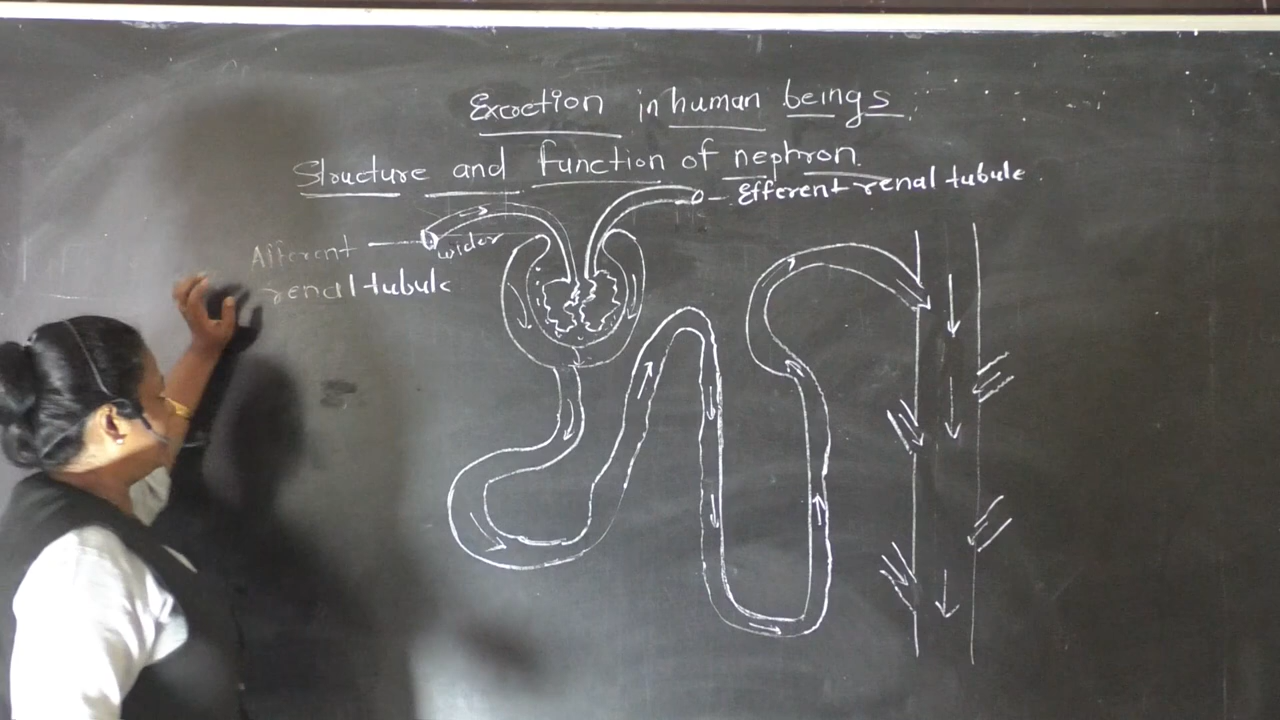 Excretion in human beings.
Structure and function of nephron.
Efferent renal tubule.
Afferent
wider
renal tubule